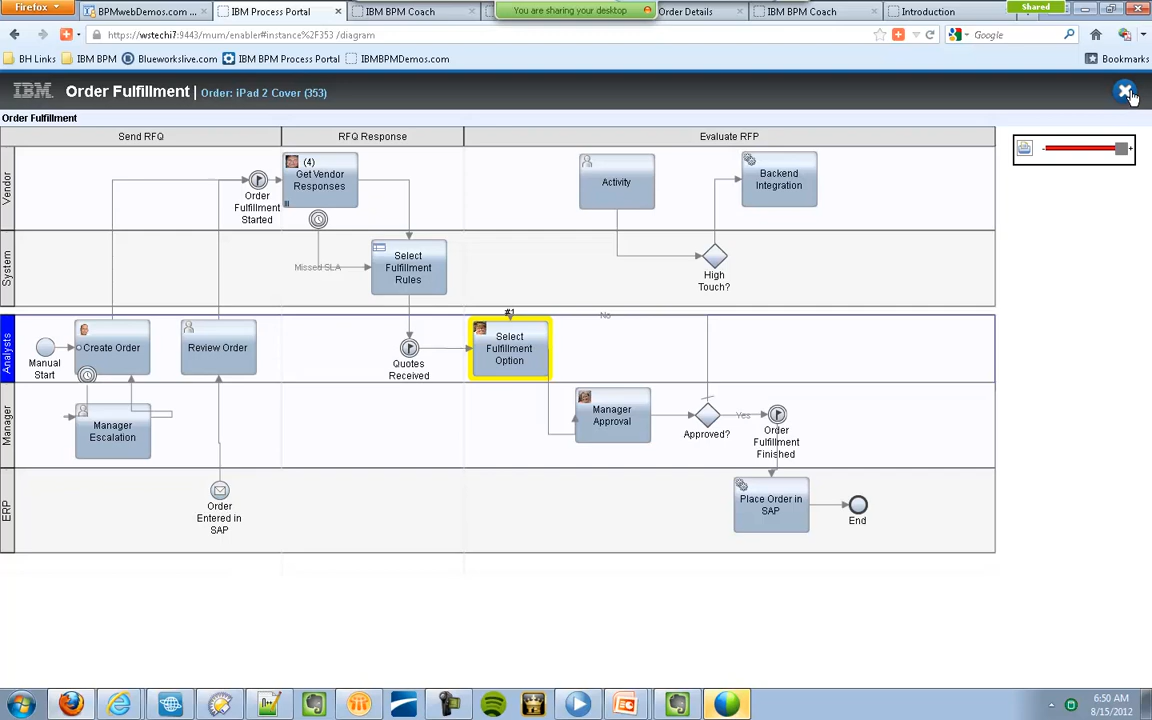 Firefox
BPMwebDemos.com ...
IBM Process Portal
IBM BPM Coach
You are sharing your desktop
Order Details
IBM BPM Coach
Introduction
Shared
https://wstechi7:9443/mum/enabler#instance%2F353 /diagram
Google
BH Links
IBM BPM
Blueworkslive.com
IBM BPM Process Portal
IBMBPMDemos.com
Bookmarks
IBM
Order Fulfillment | Order: iPad 2 Cover (353)
Order Fulfillment
Send RFQ
RFQ Response
Evaluate RFP
Vendor
(4)
Get Vendor
Responses
Order
Fulfillment
Started
Activity
Backend
Integration
System
Missed SLA
Select
Fulfillment
Rules
High
Touch?
Analysts
Manual
Start
Create Order
Review Order
Quotes
Received
#1
Select
Fulfillment
Option
No
Manager
Manager
Escalation
Manager
Approval
Approved?
Yes
Order
Fulfillment
Finished
ERP
Order
Entered in
SAP
Place Order in
SAP
End
6:50 AM
8/15/2012